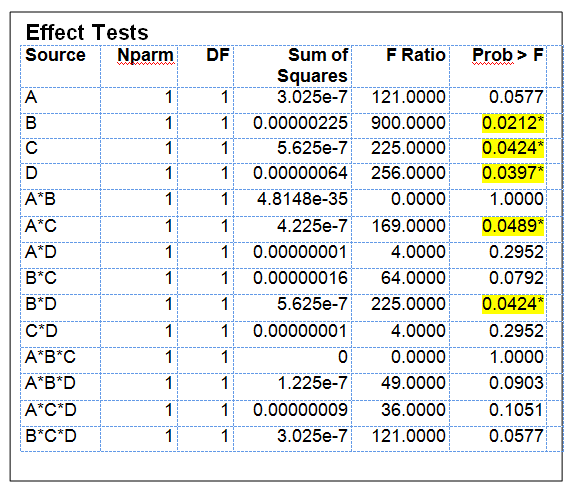 Effect Tests
Source Nparm DF Sum of Squares F Ratio Prob > F
A 1 1 3.025e-7 121.0000 0.0577
B 1 1 0.00000225 900.0000 0.0212*
C 1 1 5.625e-7 225.0000 0.0424*
D 1 1 0.00000064 256.0000 0.0397*
A*B 1 1 4.8148e-35 0.0000 1.0000
A*C 1 1 4.225e-7 169.0000 0.0489*
A*D 1 1 0.00000001 4.0000 0.2952
B*C 1 1 0.00000016 64.0000 0.0792
B*D 1 1 5.625e-7 225.0000 0.0424*
C*D 1 1 0.00000001 4.0000 0.2952
A*B*C 1 1 0 0.0000 1.0000
A*B*D 1 1 1.225e-7 49.0000 0.0903
A*C*D 1 1 0.00000009 36.0000 0.1051
B*C*D 1 1 3.025e-7 121.0000 0.0577